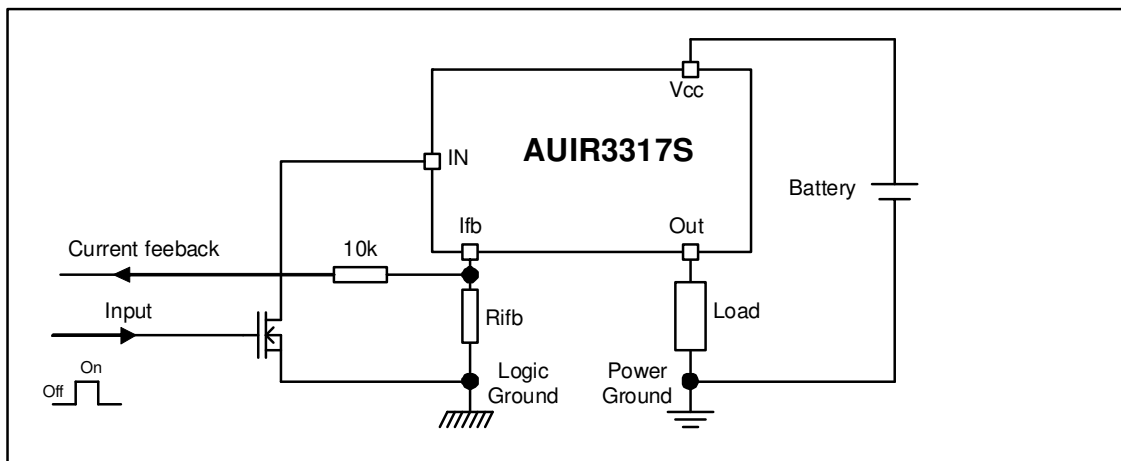 Vcc
AUIR3317S
IN
Battery
Ifb
Out
Current feeback
10k
Input
Rifb
Load
On
Off
Logic
Ground
Power
Ground